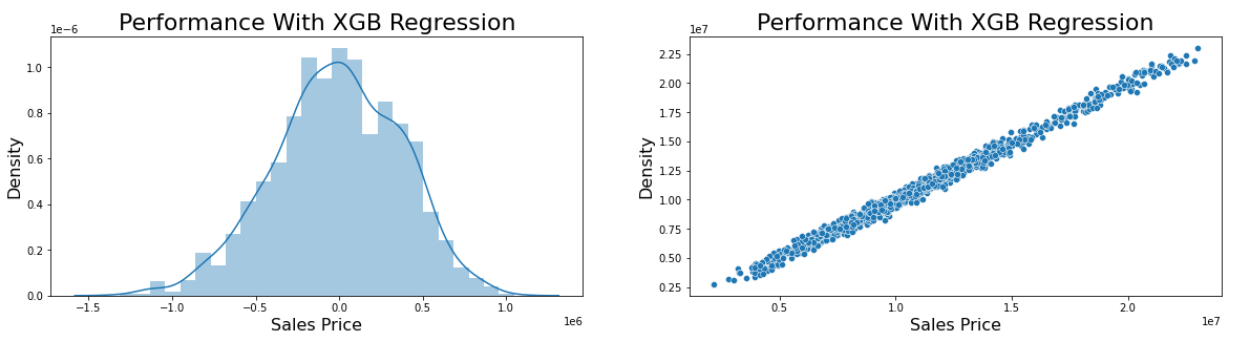 Performance With XGB Regression
1e−6
1.0
0.8
0.6
0.4
0.2
0.0
Density
−1.5 −1.0 −0.5 0.0 0.5 1.0
1e6
Sales Price
Performance With XGB Regression
1e7
2.25
2.00
1.75
1.50
1.25
1.00
0.75
0.50
0.25
Density
0.5 1.0 1.5 2.0
1e7
Sales Price